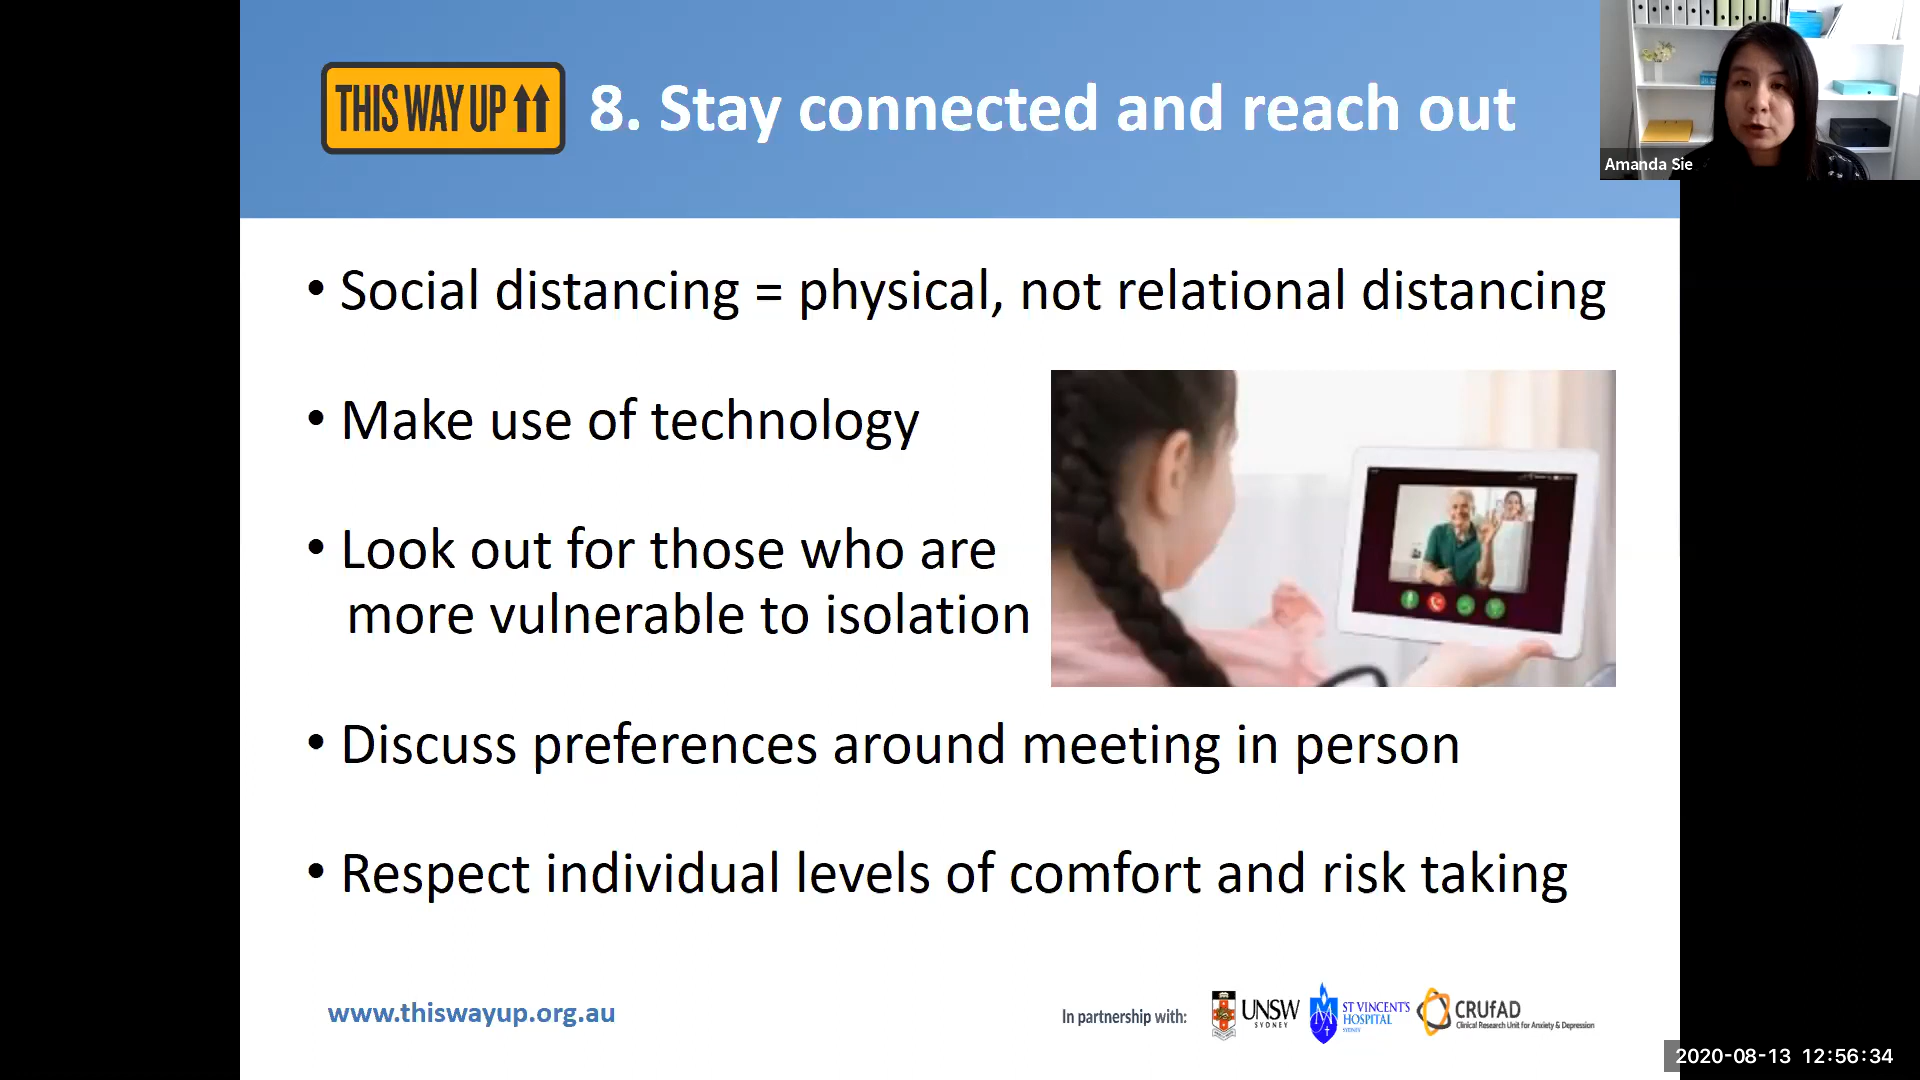 THIS WAY UP
8. Stay connected and reach out
Amanda Sie
• Social distancing = physical, not relational distancing
• Make use of technology
• Look out for those who are
more vulnerable to isolation
• Discuss preferences around meeting in person
• Respect individual levels of comfort and risk taking
www.thiswayup.org.au
In partnership with:
UNSW
SYDNEY
ST VINCENT'S
HOSPITAL
SYDNEY
CRUfAD
Clinical Research Unit for Anxiety & Depression
2020-08-13 12:56:34